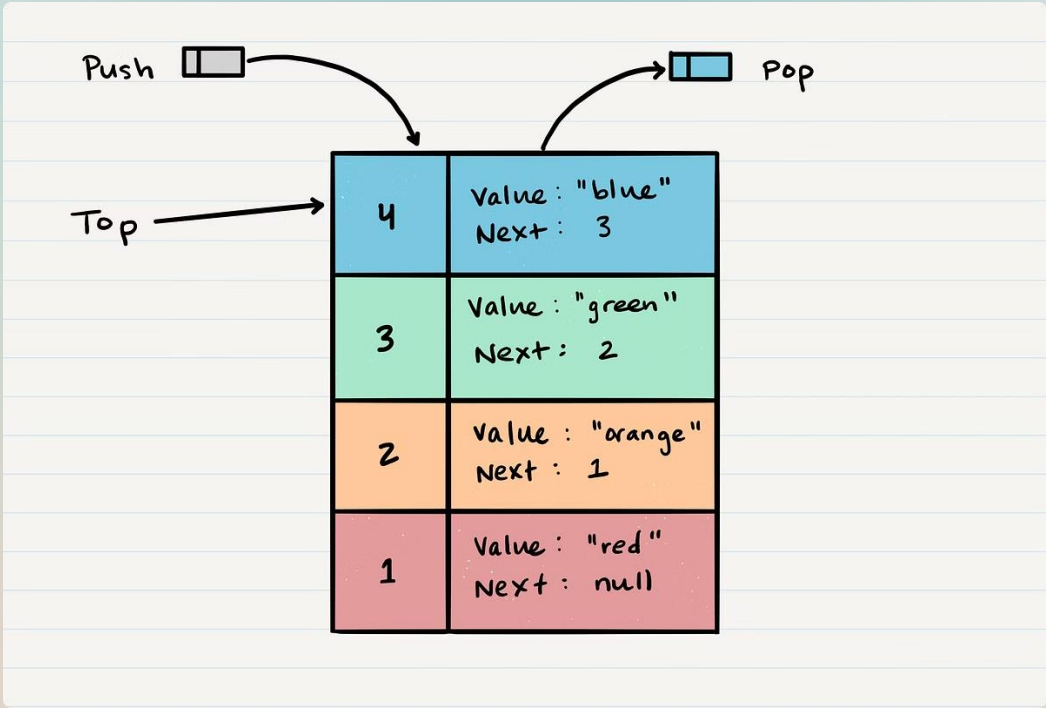 Push
Pop
Top
4
Value: "blue"
Next: 3
3
Value: "green"
Next: 2
2
Value: "orange"
Next: 1
1
Value: "red"
Next: null